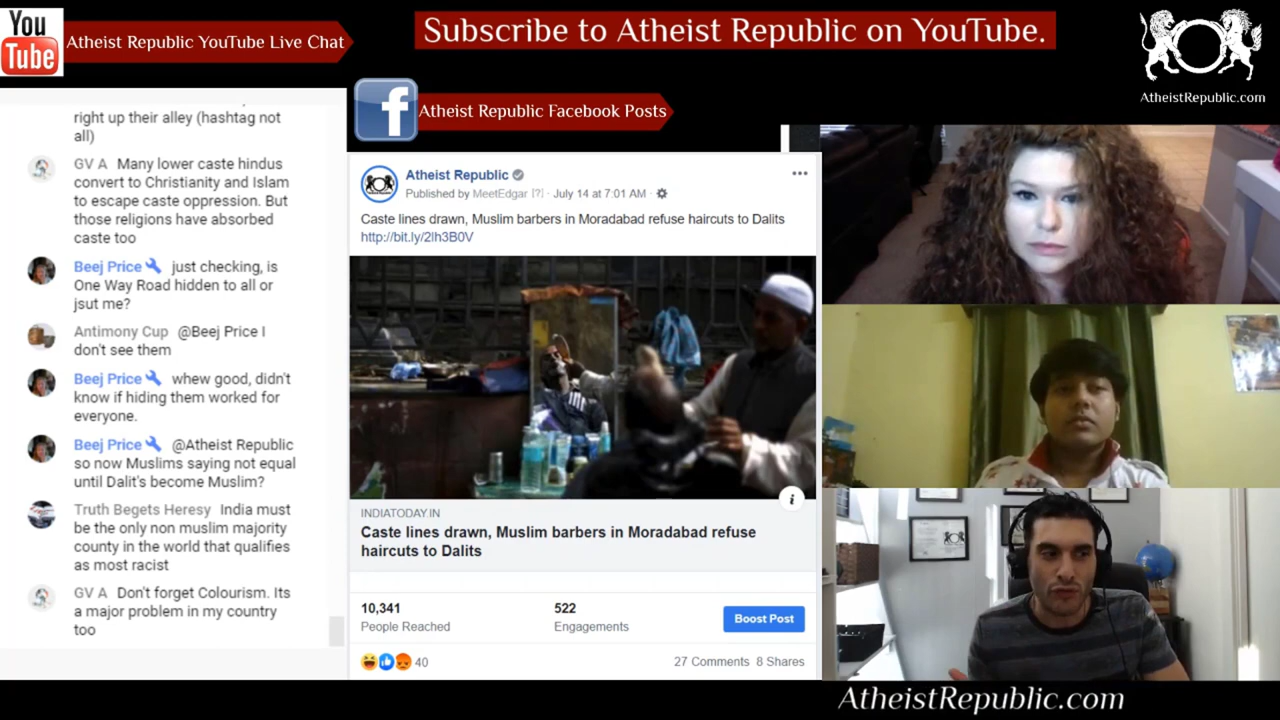 You
Tube
Atheist Republic YouTube Live Chat
Subscribe to Atheist Republic on YouTube.
AtheistRepublic.com
f
Atheist Republic Facebook Posts
right up their alley (hashtag not
all)
GV A Many lower caste hindus
convert to Christianity and Islam
to escape caste oppression. But
those religions have absorbed
caste too
Beej Price just checking, is
One Way Road hidden to all or
jsut me?
Antimony Cup @Beej Price I
don't see them
Beej Price whew good, didn't
know if hiding them worked for
everyone.
Beej Price @Atheist Republic
so now Muslims saying not equal
until Dalit's become Muslim?
Truth Begets Heresy India must
be the only non muslim majority
county in the world that qualifies
as most racist
GV A Don't forget Colourism. Its
a major problem in my country
too
Atheist Republic
Published by MeetEdgar [?] · July 14 at 7:01 AM ·
Caste lines drawn, Muslim barbers in Moradabad refuse haircuts to Dalits
http://bit.ly/2lh3B0V
i
INDIATODAY.IN
Caste lines drawn, Muslim barbers in Moradabad refuse
haircuts to Dalits
10,341
People Reached
522
Engagements
Boost Post
40
27 Comments 8 Shares
AtheistRepublic.com